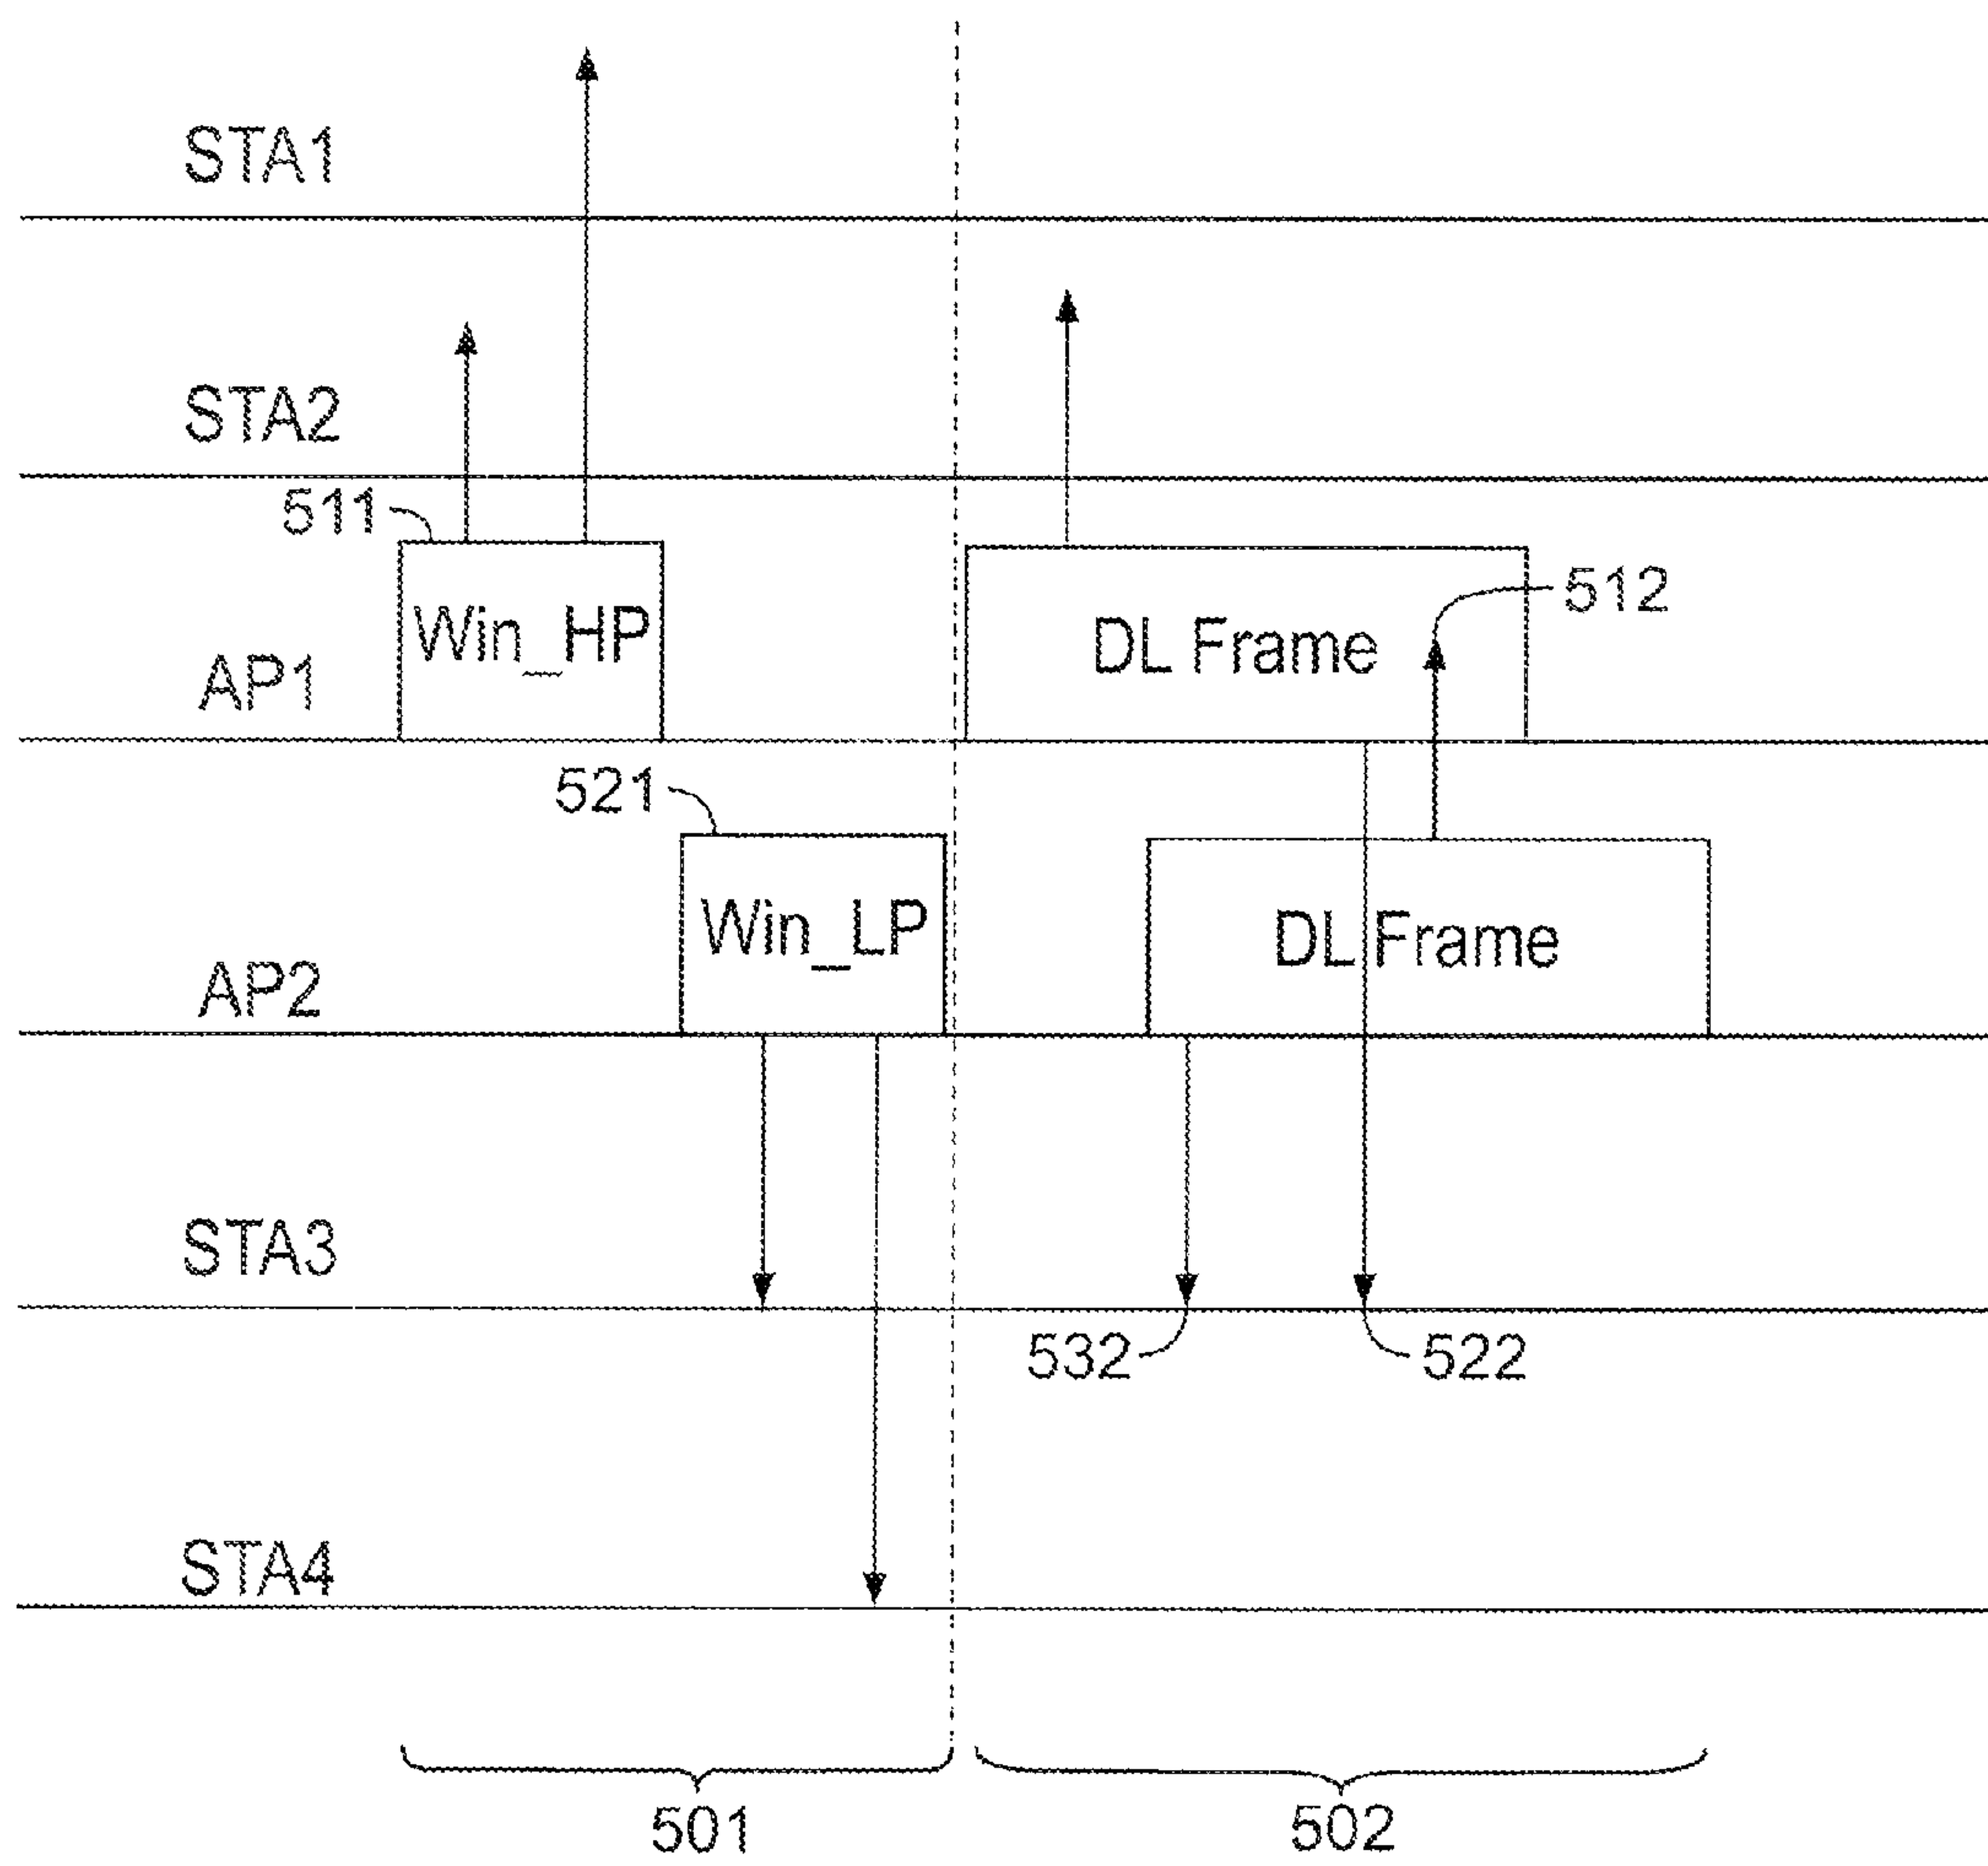 STA1
STA2
511
Win_HP
DL Frame
512
AP1
521
Win_LP
DL Frame
AP2
STA3
532
522
STA4
501
502